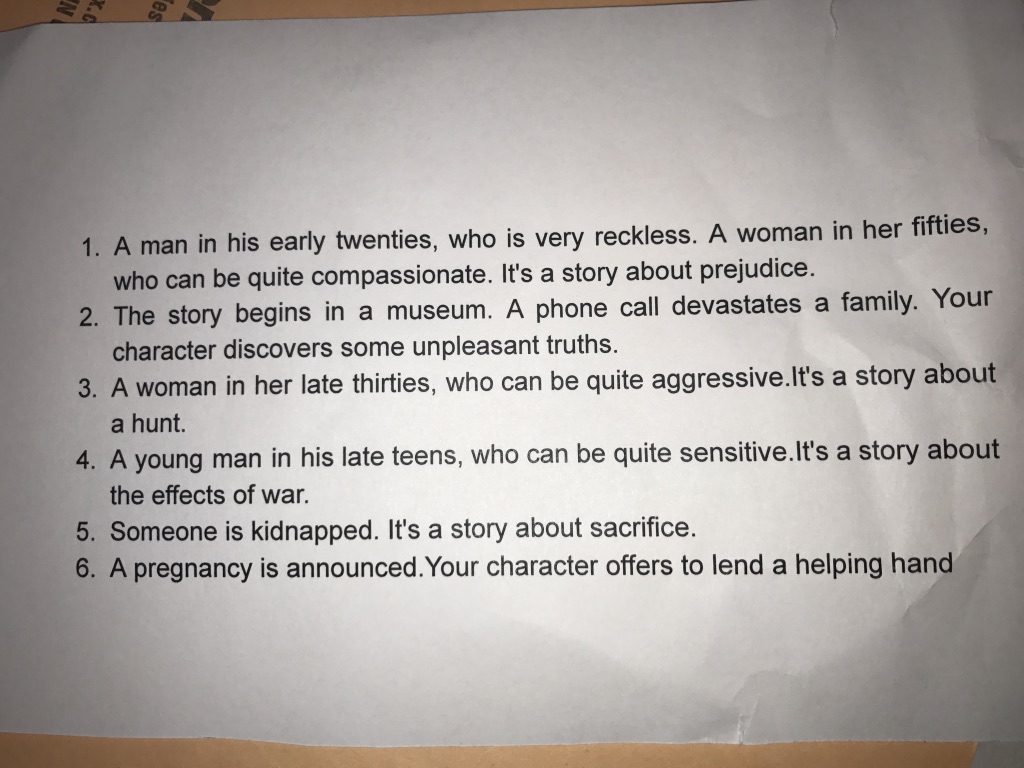 1. A man in his early twenties, who is very reckless. A woman in her fifties,
who can be quite compassionate. It's a story about prejudice.
2. The story begins in a museum. A phone call devastates a family. Your
character discovers some unpleasant truths.
3. A woman in her late thirties, who can be quite aggressive.It's a story about
a hunt.
4. A young man in his late teens, who can be quite sensitive.It's a story about
the effects of war.
5. Someone is kidnapped. It's a story about sacrifice.
6. A pregnancy is announced.Your character offers to lend a helping hand